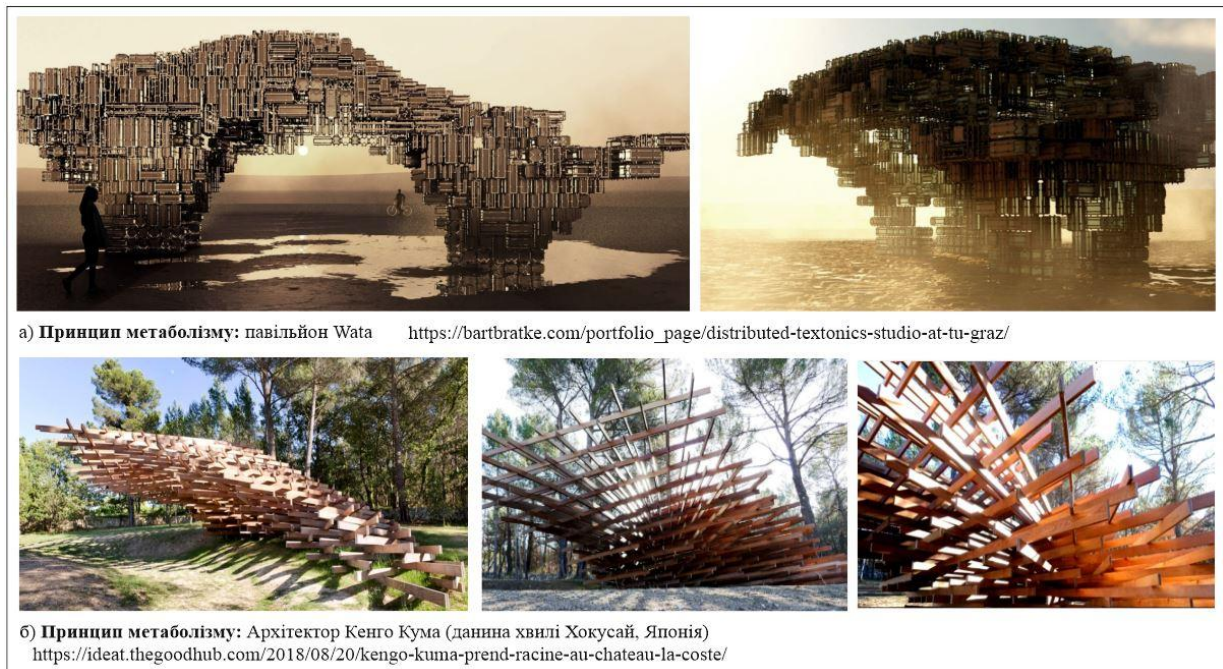 а) Принцип метаболізму: павільйон Wata https://bartbratke.com/portfolio_page/distributed-textonics-studio-at-tu-graz/
б) Принцип метаболізму: Архітектор Кенго Кума (данина хвилі Хокусай, Японія)
https://ideat.thegoodhub.com/2018/08/20/kengo-kuma-prend-racine-au-chateau-la-coste/